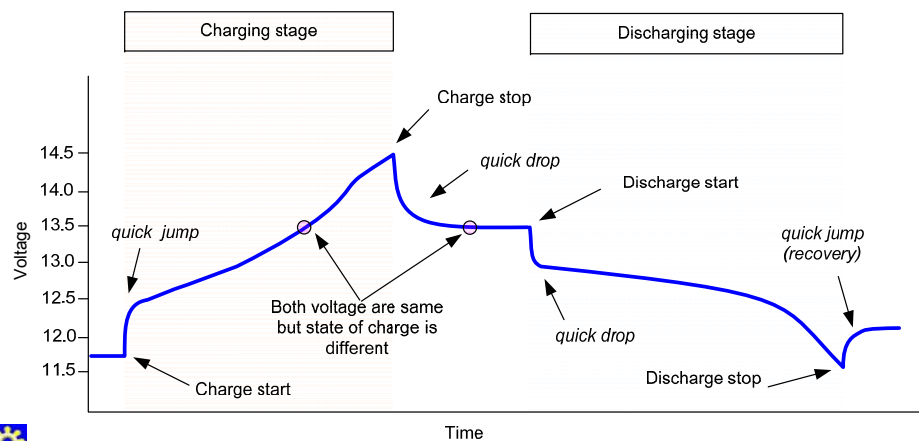 Charging stage
Discharging stage
Charge stop
14.5
14.0
13.5
13.0
12.5
12.0
11.5
Voltage
quick drop
Discharge start
quick jump
quick jump
(recovery)
Both voltage are same
but state of charge is
different
quick drop
Charge start
Discharge stop
Time